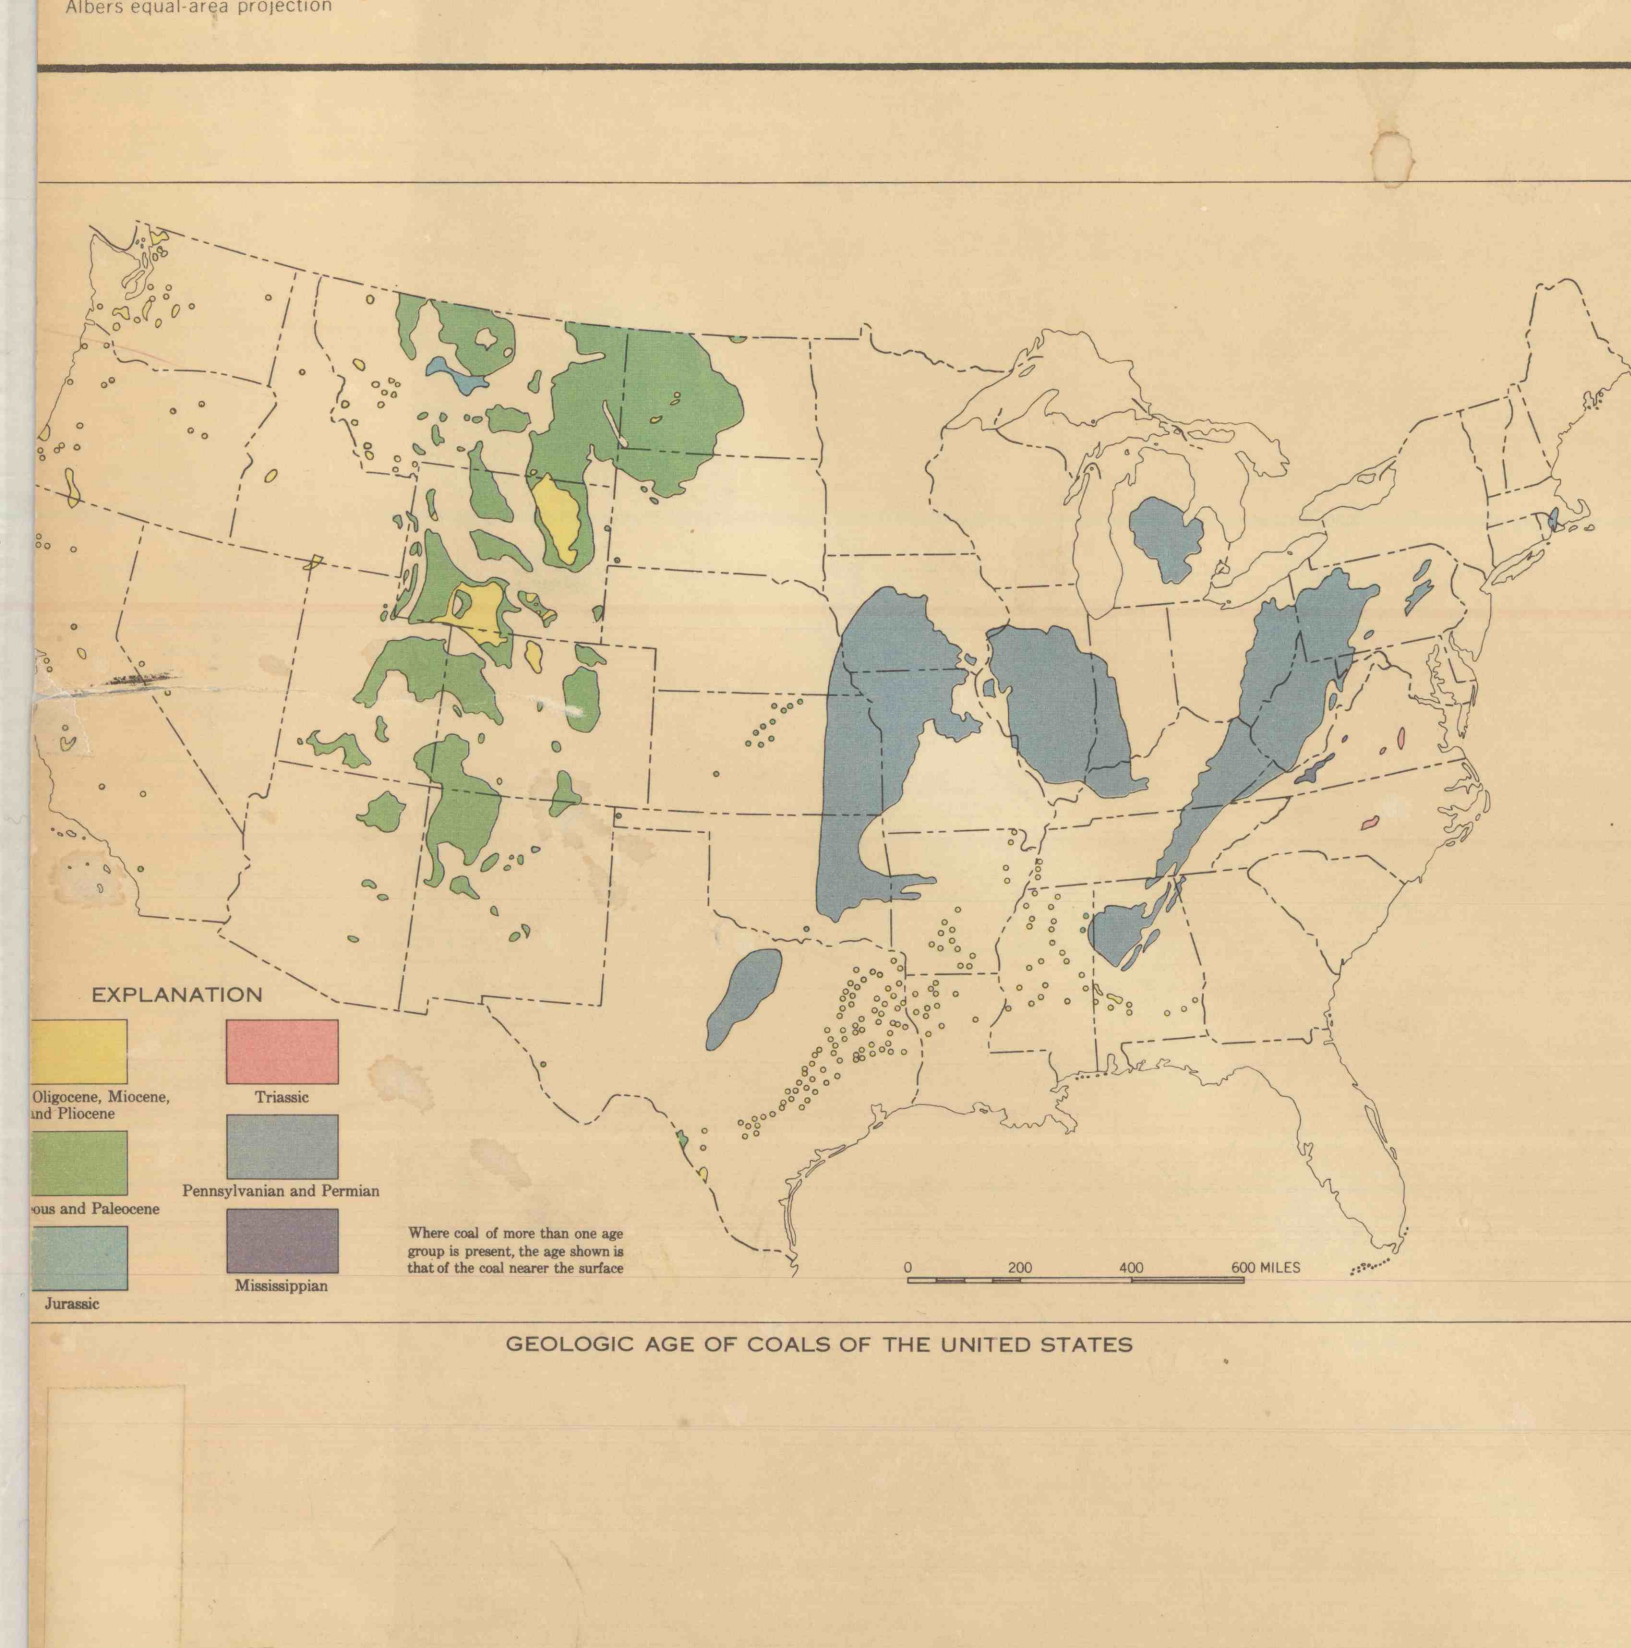 Albers equal-area projection
EXPLANATION
Oligocene, Miocene,
and Pliocene
Triassic
Pennsylvanian and Permian
and Paleocene
Where coal of more than one age
group is present, the age shown is
that of the coal nearer the surface
Mississippian
Jurassic
0 200 400 600 MILES
GEOLOGIC AGE OF COALS OF THE UNITED STATES